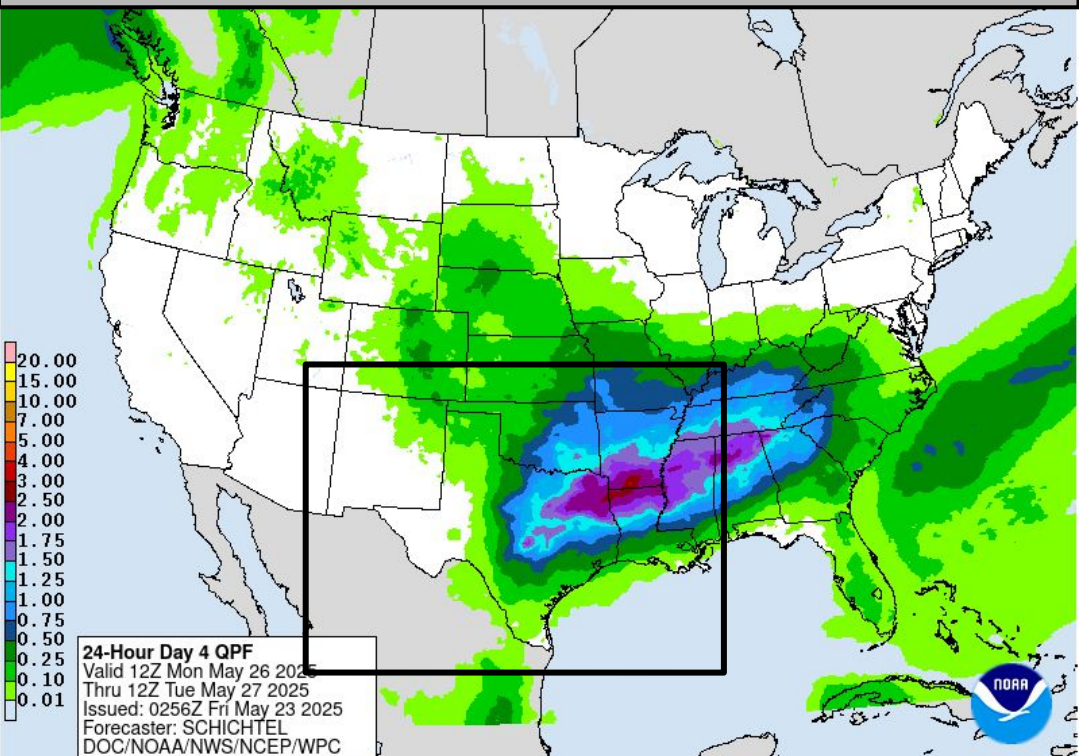 20.00
15.00
10.00
7.00
5.00
4.00
3.00
2.50
2.00
1.75
1.50
1.25
1.00
0.75
0.50
0.25
0.10
0.01
24-Hour Day 4 QPF
Valid 12Z Mon May 26 2025
Thru 12Z Tue May 27 2025
Issued: 0256Z Fri May 23 2025
Forecaster: SCHICHTEL
DOC/NOAA/NWS/NCEP/WPC
NOAA